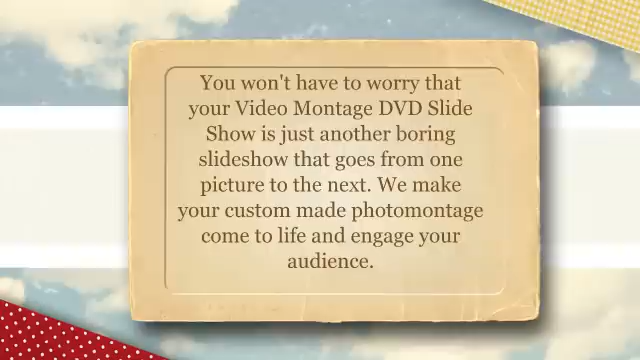 You won't have to worry that
your Video Montage DVD Slide
Show is just another boring
slideshow that goes from one
picture to the next. We make
your custom made photomontage
come to life and engage your
audience.